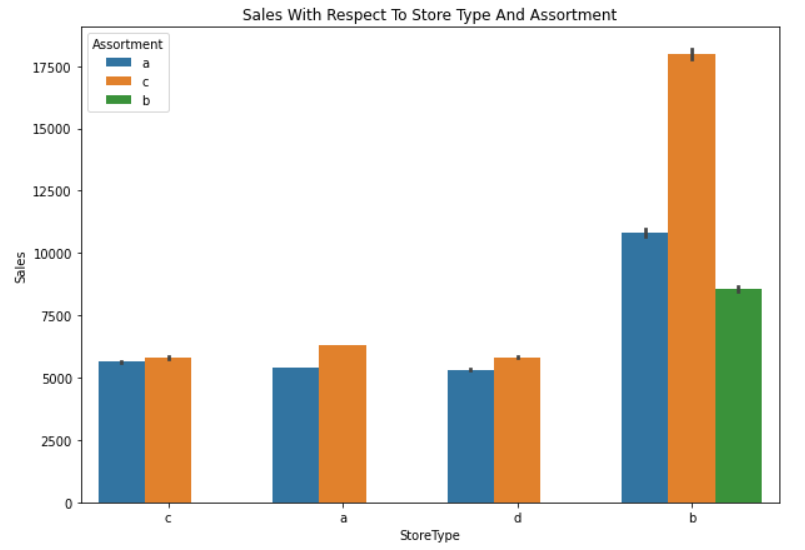 Sales With Respect To Store Type And Assortment
Assortment
a
c
b
17500
15000
12500
10000
7500
5000
2500
0
Sales
c a d b
StoreType